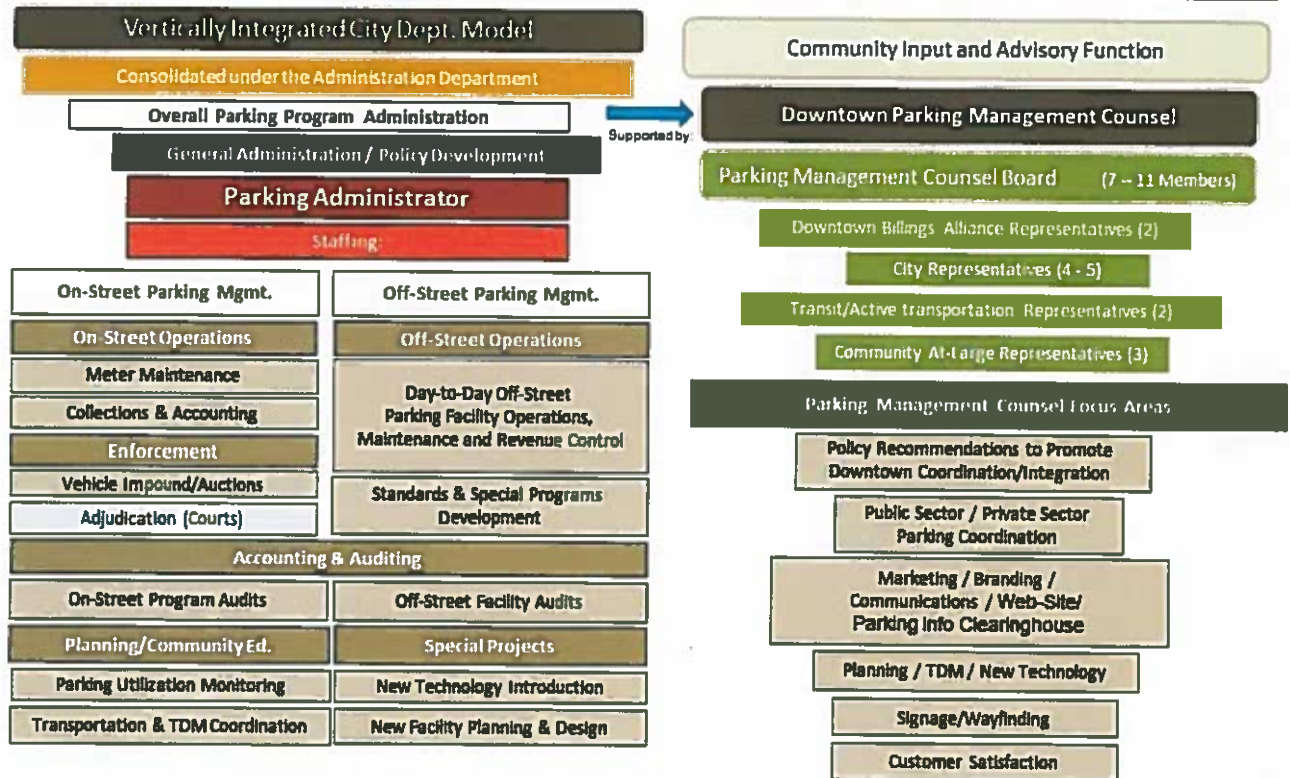 Vertically Integrated City Dept. Model
Consolidated under the Administration Department
Overall Parking Program Administration
General Administration / Policy Development
Parking Administrator
Staffing:
On-Street Parking Mgmt.
On-Street Operations
Meter Maintenance
Collections & Accounting
Enforcement
Vehicle Impound/Auctions
Adjudication (Courts)
Off-Street Parking Mgmt.
Off-Street Operations
Day-to-Day Off-Street
Parking Facility Operations,
Maintenance and Revenue Control
Standards & Special Programs
Development
Accounting & Auditing
On-Street Program Audits
Off-Street Facility Audits
Planning/Community Ed.
Parking Utilization Monitoring
Transportation & TDM Coordination
Special Projects
New Technology Introduction
New Facility Planning & Design
Supported by:
Community Input and Advisory Function
Downtown Parking Management Counsel
Parking Management Counsel Board (7 – 11 Members)
Downtown Billings Alliance Representatives (2)
City Representatives (4 - 5)
Transit/Active transportation Representatives (2)
Community At-Large Representatives (3)
Parking Management Counsel Focus Areas
Policy Recommendations to Promote
Downtown Coordination/Integration
Public Sector / Private Sector
Parking Coordination
Marketing / Branding /
Communications / Web-Site/
Parking Info Clearinghouse
Planning / TDM / New Technology
Signage/Wayfinding
Customer Satisfaction